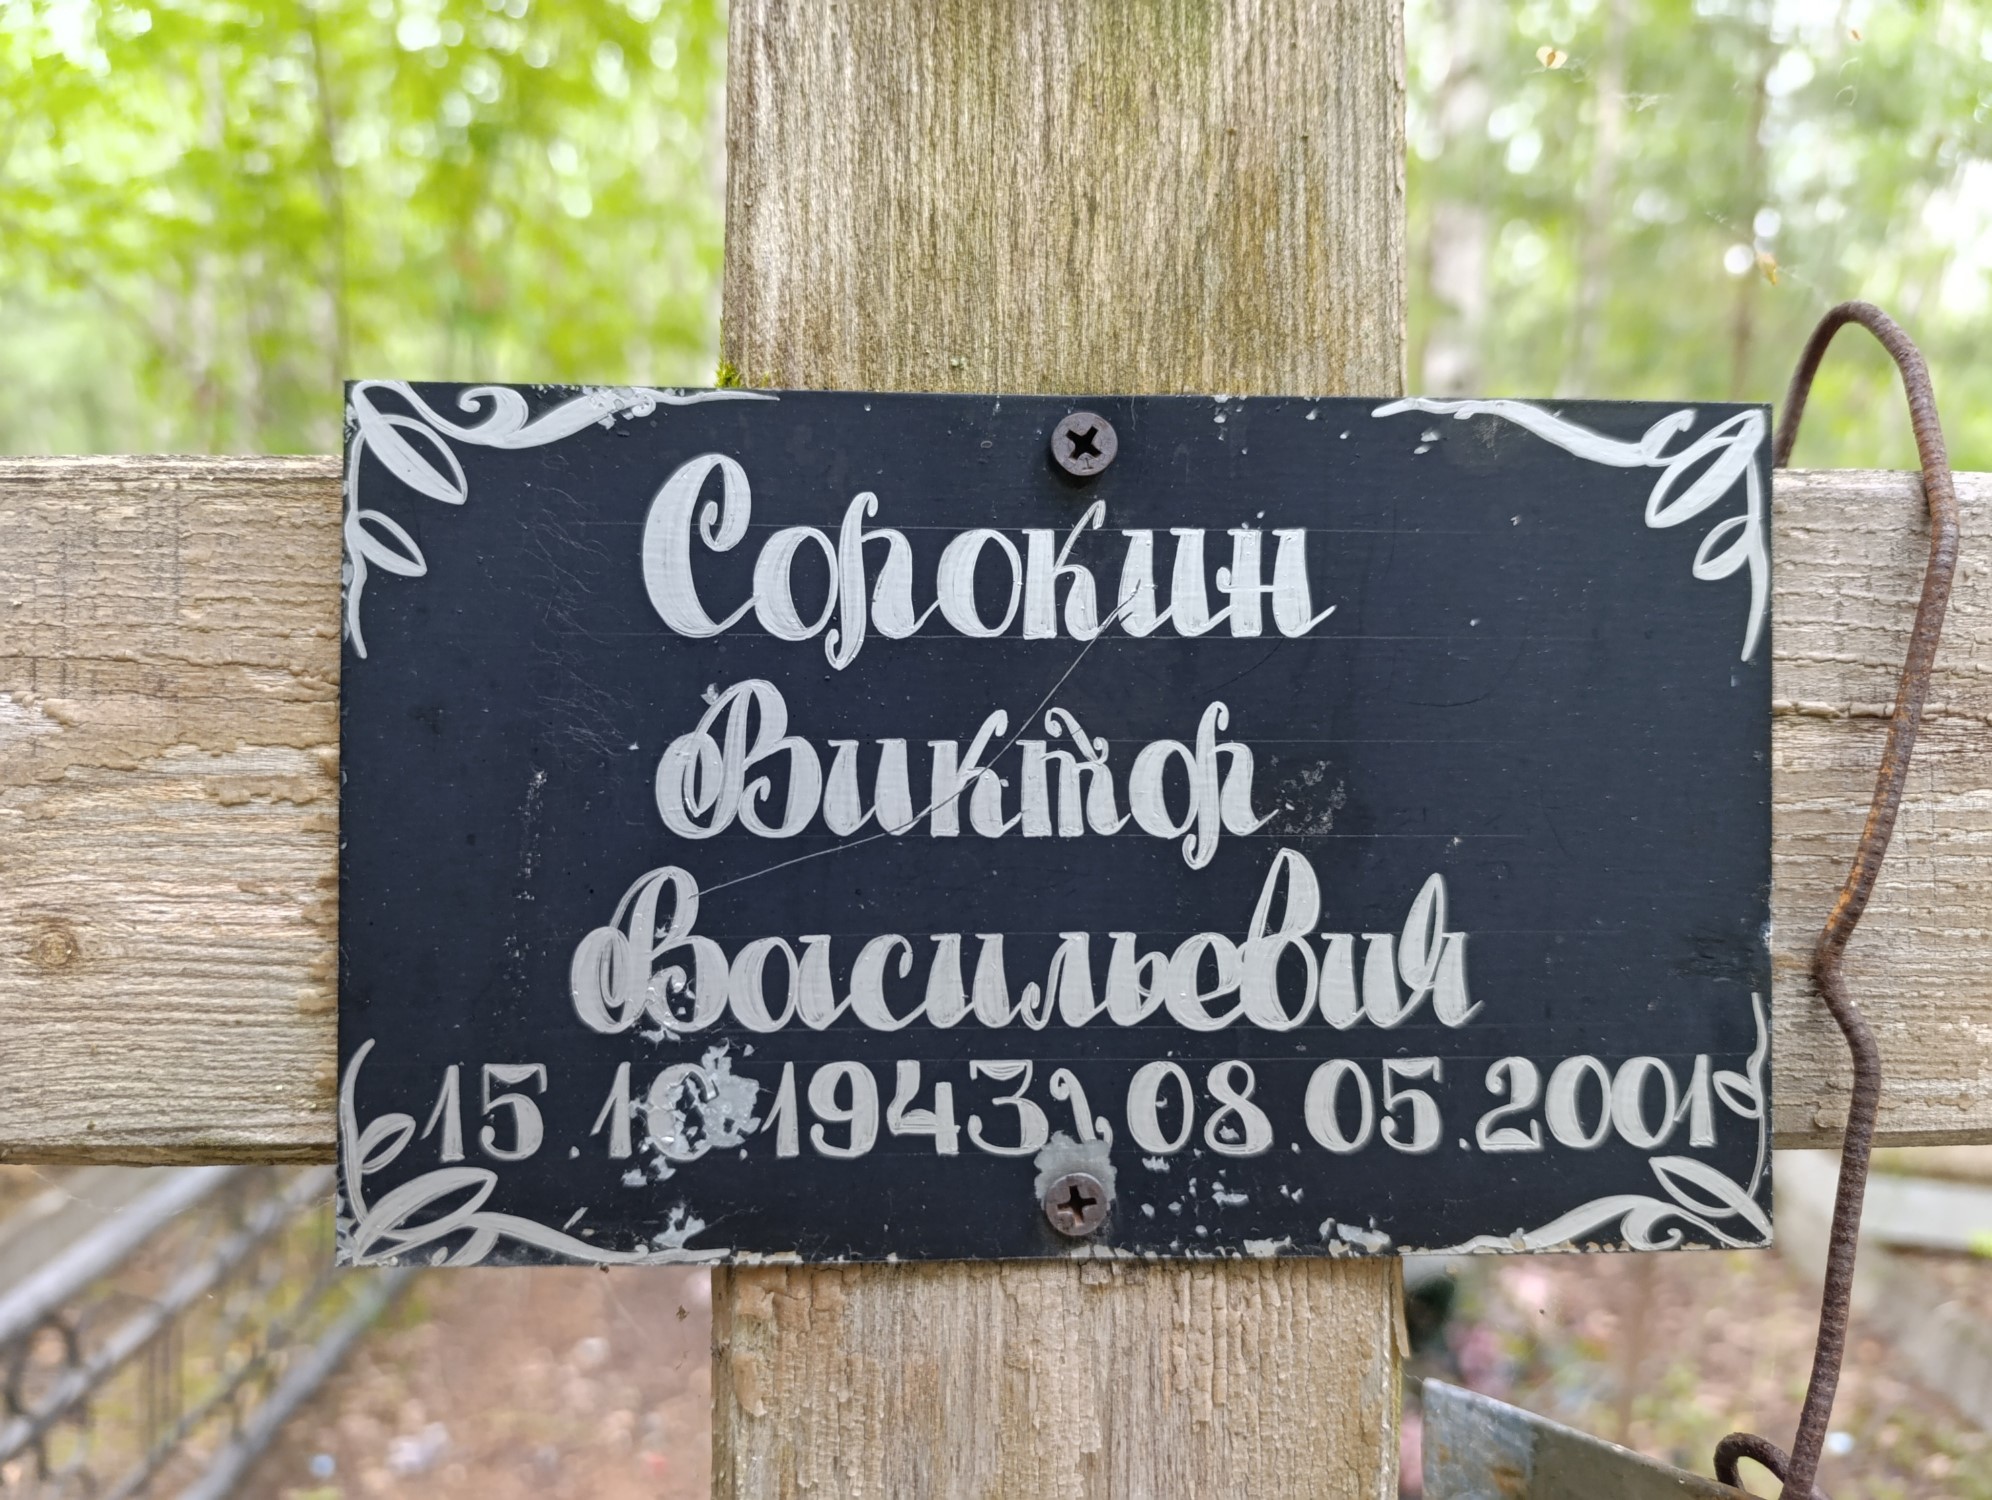 Сорокин
Виктор
Васильевич
15.10 1943 08.05.2001